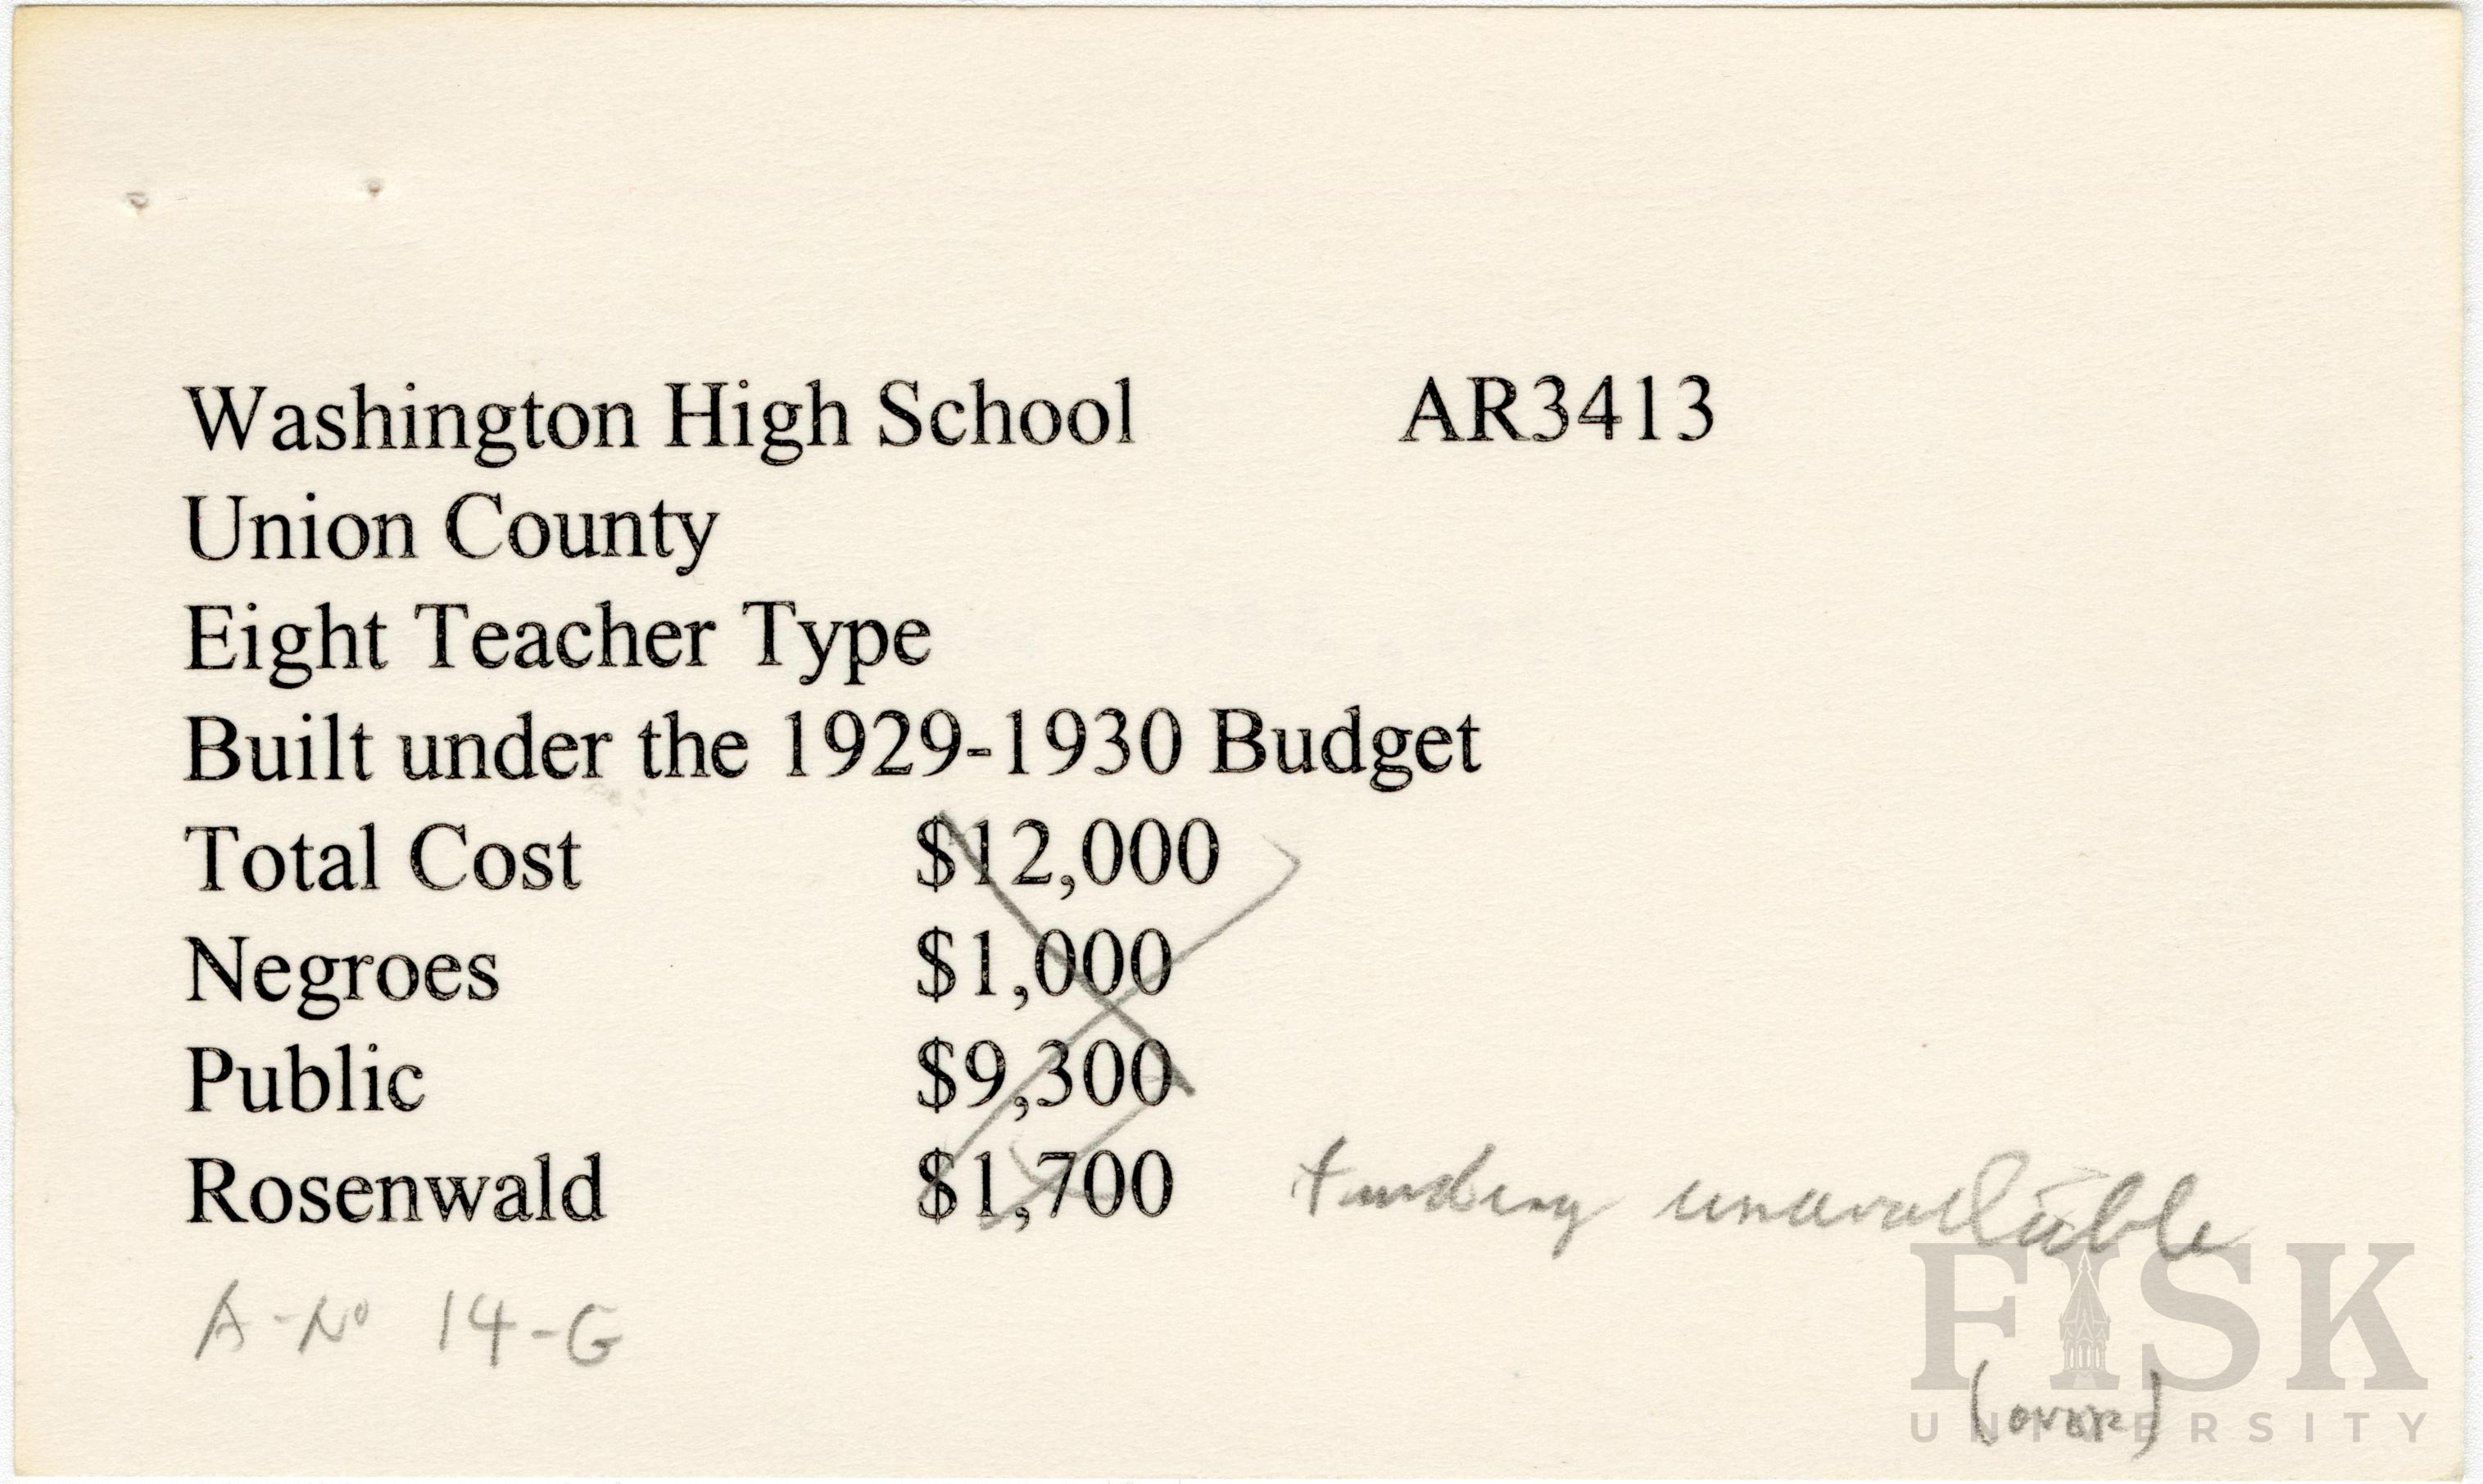 Washington High School AR3413
Union County
Eight Teacher Type
Built under the 1929-1930 Budget
Total Cost $12,000
Negroes $1,000
Public $9,300
Rosenwald $1,700 funding unavailable
A-No 14-G
(over)
FISK
UNIVERSITY